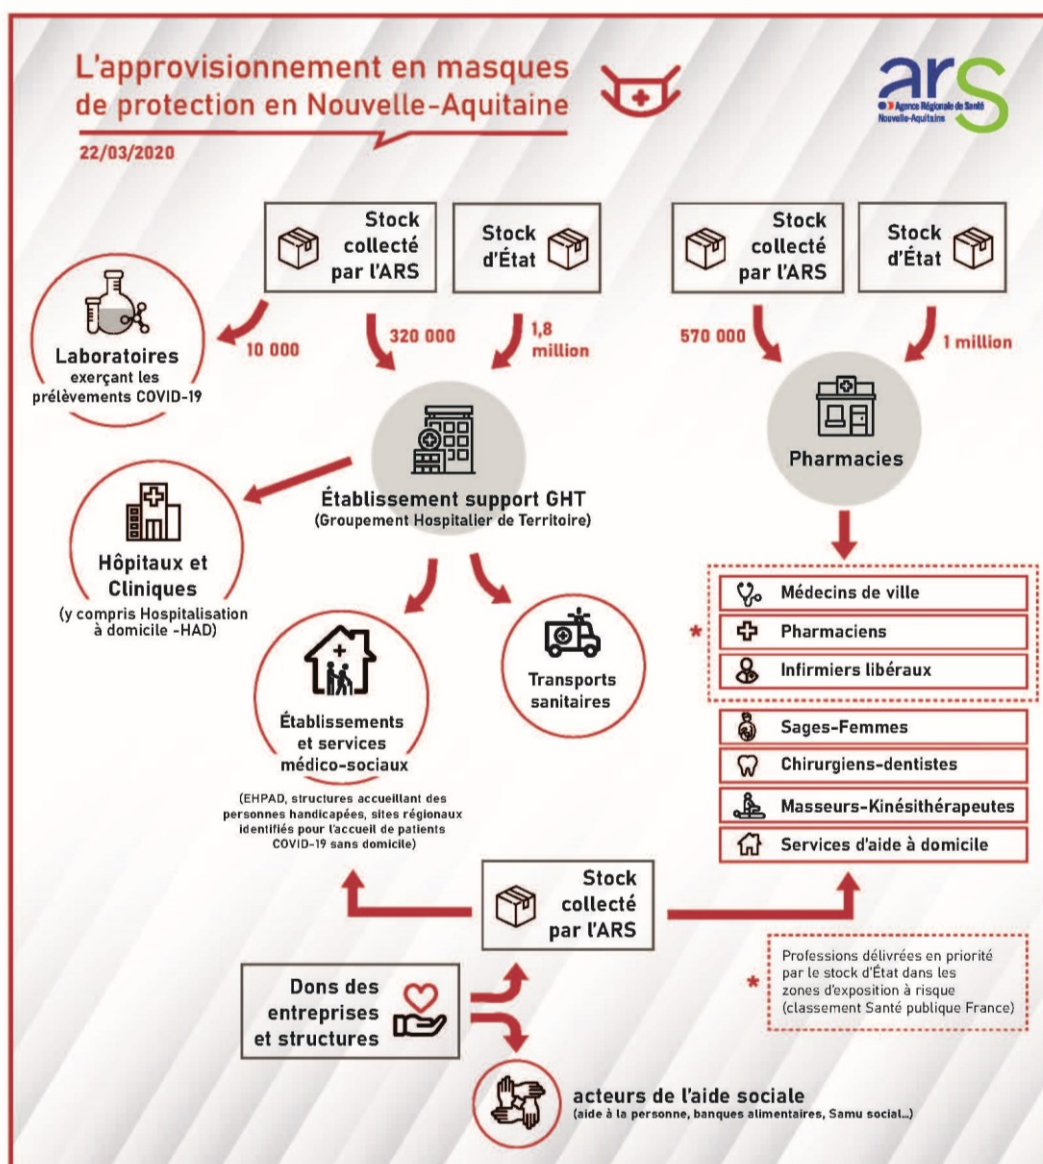 L'approvisionnement en masques
de protection en Nouvelle-Aquitaine
22/03/2020
ars
Agence Régionale de Santé
Nouvelle-Aquitaine
Stock
collecté
par l'ARS
Stock
d'État
Stock
collecté
par l'ARS
Stock
d'État
10 000
320 000
1,8
million
570 000
1 million
Laboratoires
exerçant les
prélèvements COVID-19
Établissement support GHT
(Groupement Hospitalier de Territoire)
Pharmacies
Hôpitaux et
Cliniques
(y compris Hospitalisation
à domicile -HAD)
Établissements
et services
médico-sociaux
(EHPAD, structures accueillant des
personnes handicapées, sites régionaux
identifiés pour l'accueil de patients
COVID-19 sans domicile)
Transports
sanitaires
*
Médecins de ville
Pharmaciens
Infirmiers libéraux
Sages-Femmes
Chirurgiens-dentistes
Masseurs-Kinésithérapeutes
Services d'aide à domicile
Stock
collecté
par l'ARS
* Professions délivrées en priorité
par le stock d'État dans les
zones d'exposition à risque
(classement Santé publique France)
Dons des
entreprises
et structures
acteurs de l'aide sociale
(aide à la personne, banques alimentaires, Samu social...)